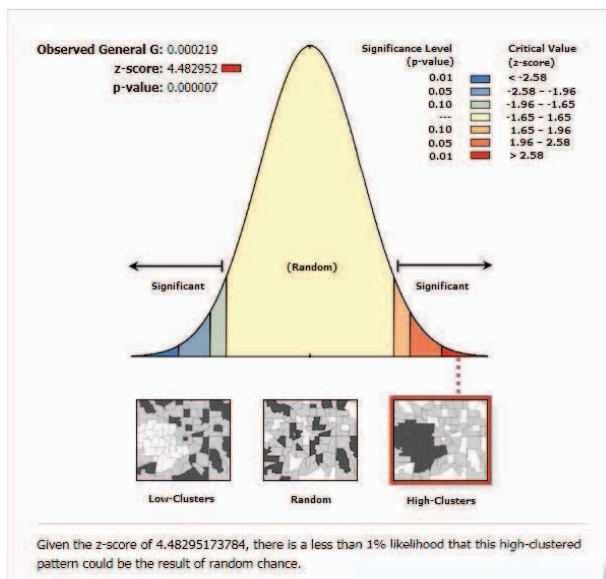 Observed General G: 0.000219
z-score: 4.482952
p-value: 0.000007
Significance Level
(p-value)
Critical Value
(z-score)
0.01 < -2.58
0.05 -2.58 – -1.96
0.10 -1.96 – -1.65
--- -1.65 – 1.65
0.10 1.65 – 1.96
0.05 1.96 – 2.58
0.01 > 2.58
(Random)
Significant
Significant
Low-Clusters
Random
High-Clusters
Given the z-score of 4.48295173784, there is a less than 1% likelihood that this high-clustered
pattern could be the result of random chance.